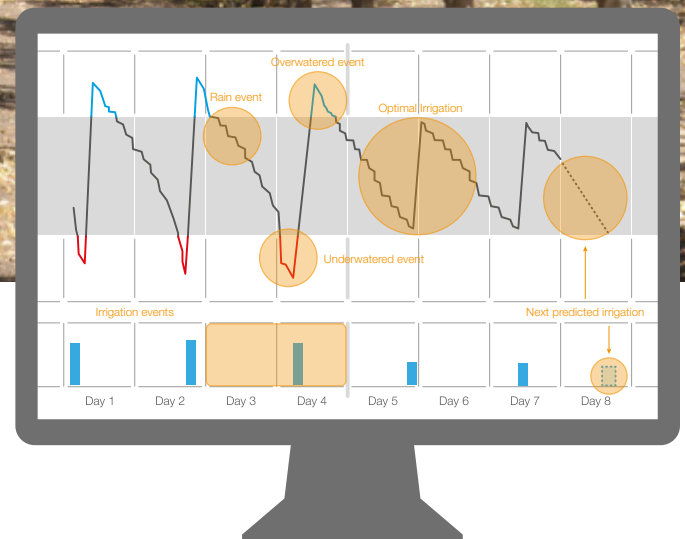 Overwatered event
Rain event
Optimal Irrigation
Underwatered event
Irrigation events
Next predicted irrigation
Day 1
Day 2
Day 3
Day 4
Day 5
Day 6
Day 7
Day 8